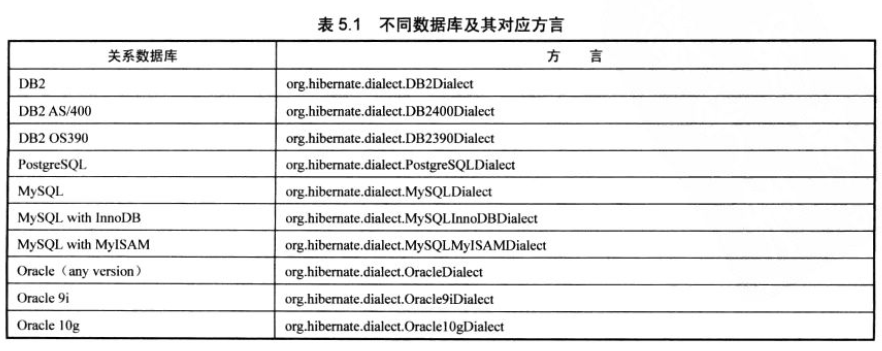 表 5.1 不同数据库及其对应方言
关系数据库 方 言
DB2 org.hibernate.dialect.DB2Dialect
DB2 AS/400 org.hibernate.dialect.DB2400Dialect
DB2 OS390 org.hibernate.dialect.DB2390Dialect
PostgreSQL org.hibernate.dialect.PostgreSQLDialect
MySQL org.hibernate.dialect.MySQLDialect
MySQL with InnoDB org.hibernate.dialect.MySQLInnoDBDialect
MySQL with MyISAM org.hibernate.dialect.MySQLMyISAMDialect
Oracle（any version） org.hibernate.dialect.OracleDialect
Oracle 9i org.hibernate.dialect.Oracle9iDialect
Oracle 10g org.hibernate.dialect.Oracle10gDialect